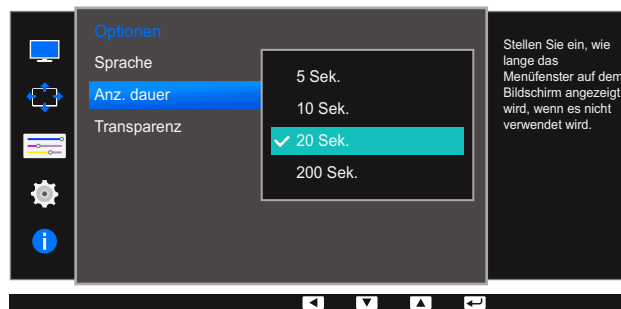 Optionen
Sprache
Anz. dauer
Transparenz
5 Sek.
10 Sek.
20 Sek.
200 Sek.
Stellen Sie ein, wie
lange das
Menüfenster auf dem
Bildschirm angezeigt
wird, wenn es nicht
verwendet wird.